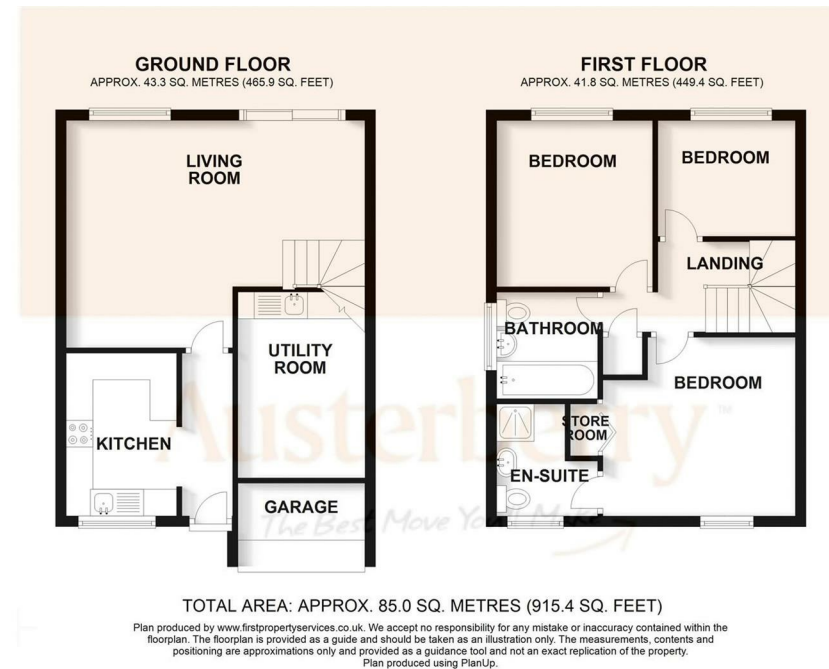 GROUND FLOOR
APPROX. 43.3 SQ. METRES (465.9 SQ. FEET)
LIVING
ROOM
UTILITY
ROOM
KITCHEN
GARAGE
FIRST FLOOR
APPROX. 41.8 SQ. METRES (449.4 SQ. FEET)
BEDROOM
BEDROOM
LANDING
BATHROOM
BEDROOM
STORE
ROOM
EN-SUITE
Austerberry™
The Best Move You'll Make
TOTAL AREA: APPROX. 85.0 SQ. METRES (915.4 SQ. FEET)
Plan produced by www.firstpropertyservices.co.uk. We accept no responsibility for any mistake or inaccuracy contained within the
floorplan. The floorplan is provided as a guide and should be taken as an illustration only. The measurements, contents and
positioning are approximations only and provided as a guidance tool and not an exact replication of the property.
Plan produced using PlanUp.